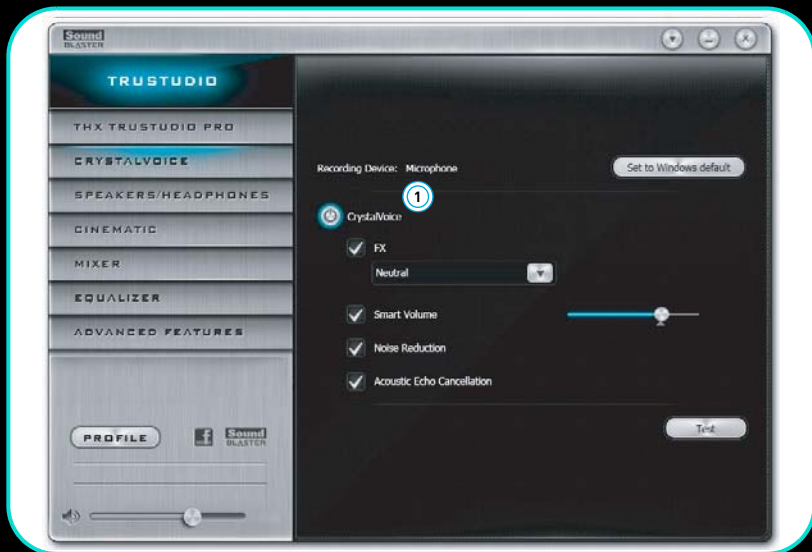 Sound
BLASTER
TRUSTUDIO
THX TRUSTUDIO PRO
CRYSTALVOICE
SPEAKERS/HEADPHONES
CINEMATIC
MIXER
EQUALIZER
ADVANCED FEATURES
PROFILE
f
Sound
BLASTER
Recording Device: Microphone
Set to Windows default
1
CrystalVoice
FX
Neutral
Smart Volume
Noise Reduction
Acoustic Echo Cancellation
Test